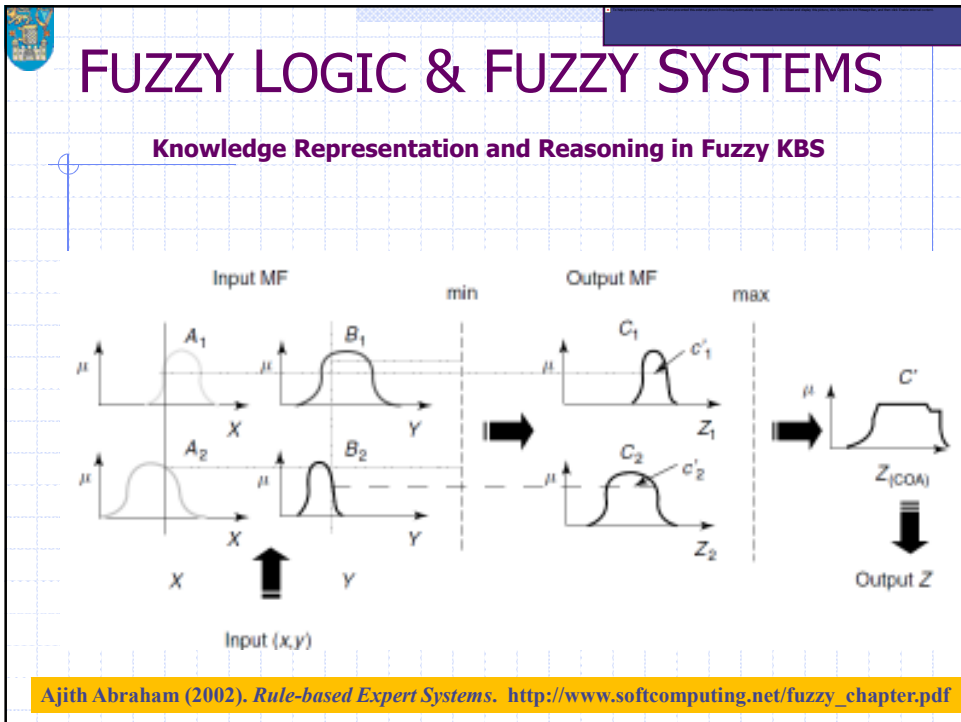 FUZZY LOGIC & FUZZY SYSTEMS
Knowledge Representation and Reasoning in Fuzzy KBS
Input MF
min
Output MF
max
A1
B1
C1
c'1
μ
μ
μ
C'
X
Y
Z1
μ
A2
B2
C2
c'2
Z(COA)
μ
μ
μ
X
Y
Z2
X
Y
Output Z
Input (x,y)
Ajith Abraham (2002). Rule-based Expert Systems. http://www.softcomputing.net/fuzzy_chapter.pdf